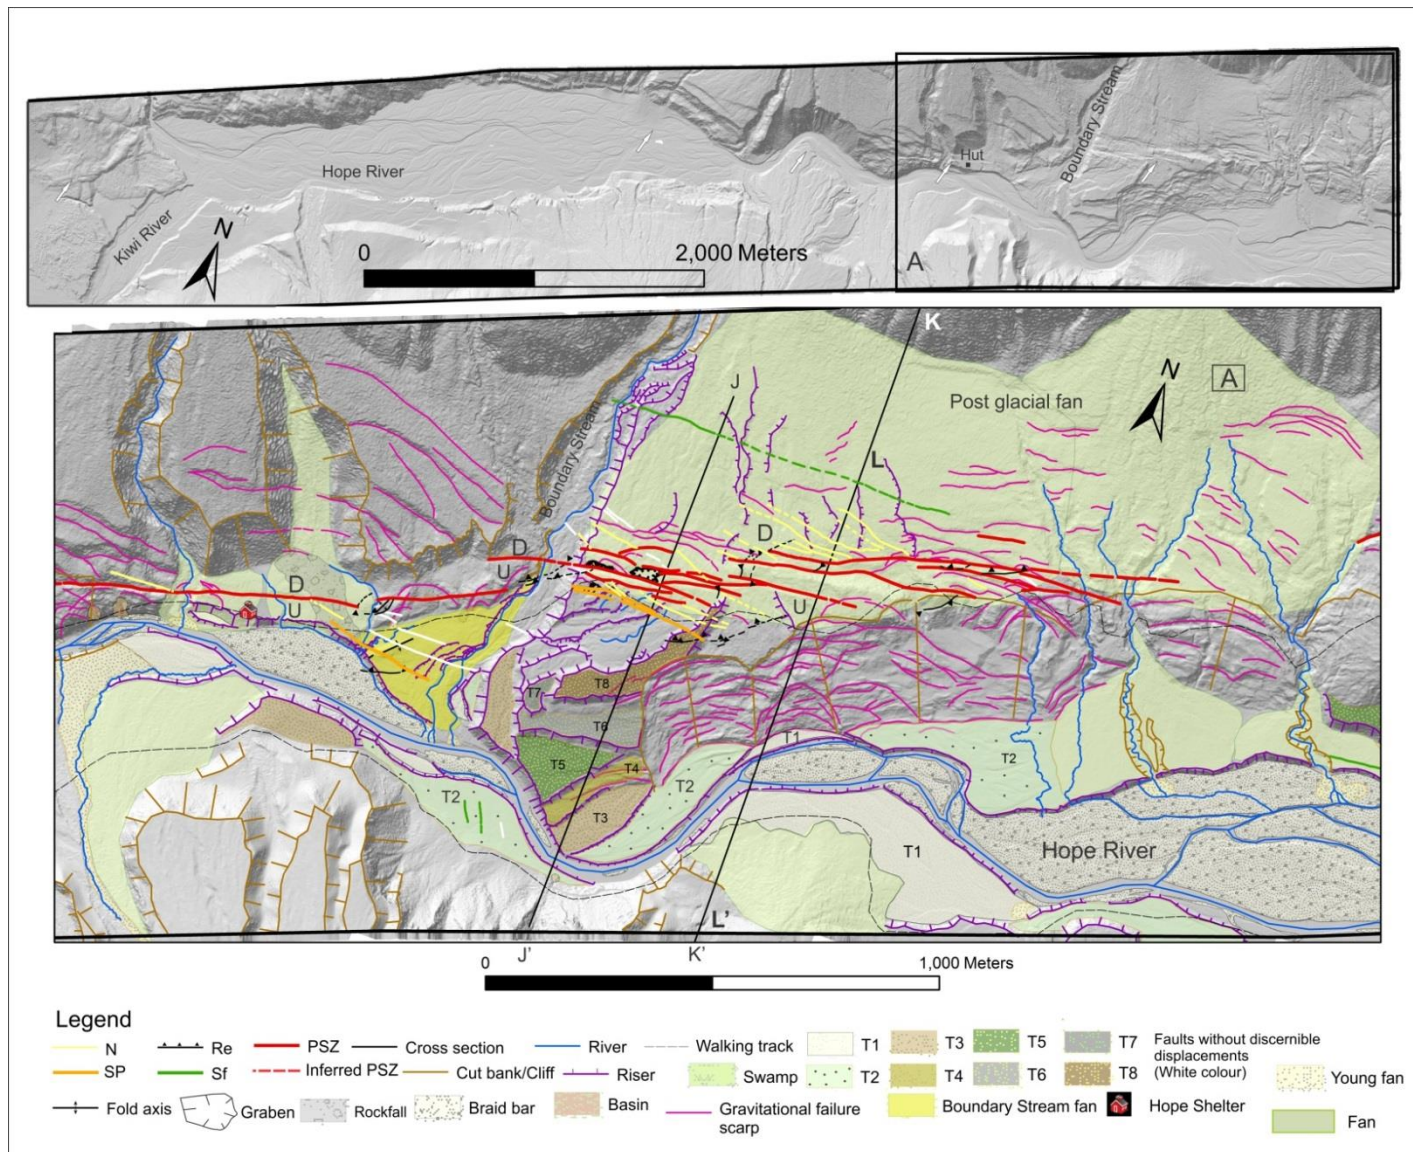 Hope River
Kiwi River
N
0
2,000 Meters
Hut
Boundary Stream
A
K
J
N
A
Post glacial fan
Boundary Stream
L
D
D
U
D
U
U
T7
T8
T6
T5
T4
T1
T2
T2
T2
T3
T1
Hope River
L’
J’
K’
0
1,000 Meters
Legend
N
Re
PSZ
Cross section
River
Walking track
T1
T3
T5
T7
Faults without discernible
displacements
(White colour)
SP
Sf
Inferred PSZ
Cut bank/Cliff
Riser
Swamp
T2
T4
T6
T8
Young fan
Fold axis
Graben
Rockfall
Braid bar
Basin
Gravitational failure
scarp
Boundary Stream fan
Hope Shelter
Fan